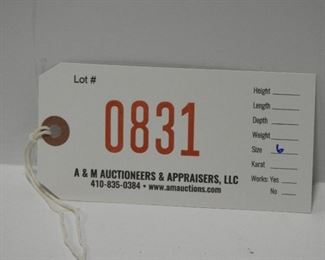 Lot #
0831
A & M AUCTIONEERS & APPRAISERS, LLC
410-835-0384 • www.amauctions.com
Height
Length
Depth
Weight
Size 6
Karat
Works: Yes
No